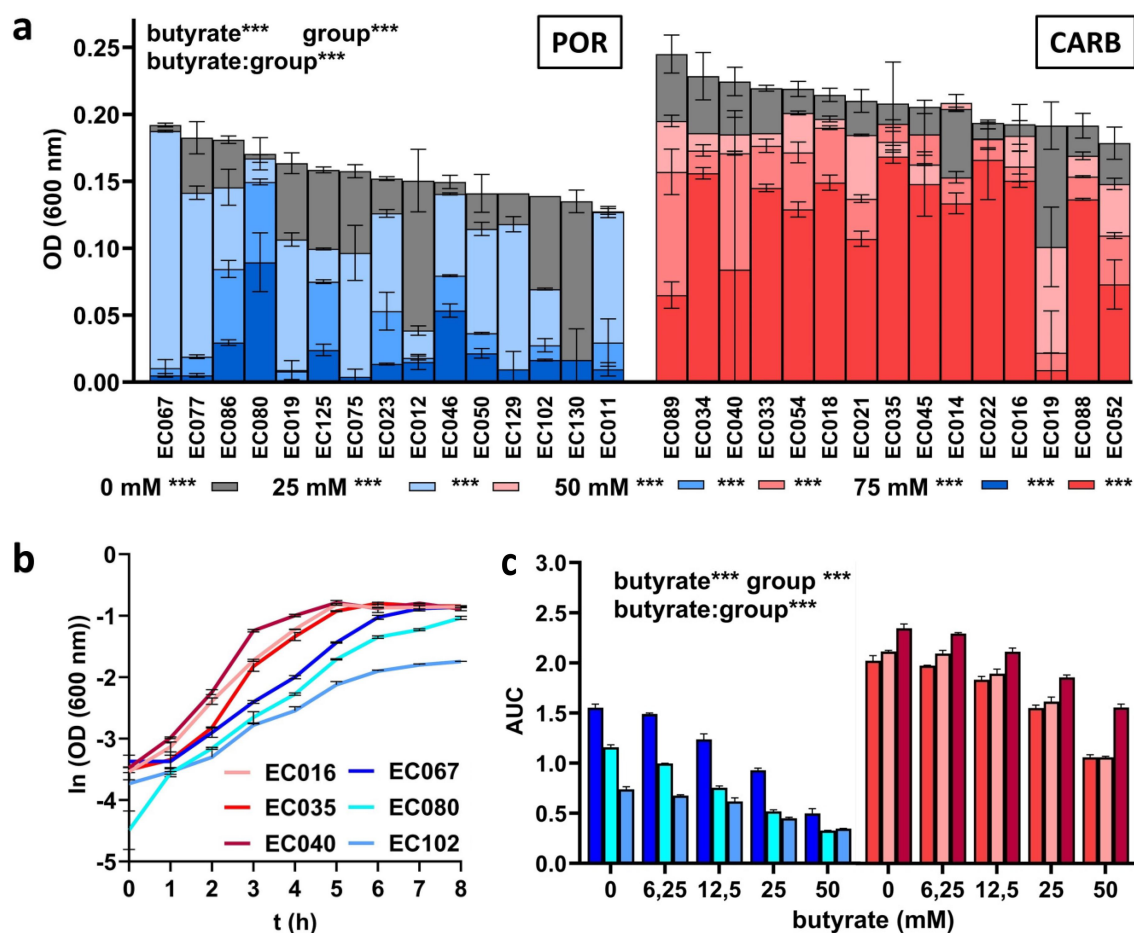 a
butyrate*** group***
butyrate:group***
POR
CARB
OD (600 nm)
0.25
0.20
0.15
0.10
0.05
0.00
EC067 EC077 EC086 EC080 EC019 EC125 EC075 EC023 EC012 EC046 EC050 EC129 EC102 EC130 EC011
EC089 EC034 EC040 EC033 EC054 EC018 EC021 EC035 EC045 EC014 EC022 EC016 EC019 EC088 EC052
0 mM *** 25 mM *** *** 50 mM *** *** *** 75 mM *** *** ***
b
ln (OD (600 nm))
-0
-1
-2
-3
-4
-5
0 1 2 3 4 5 6 7 8
t (h)
EC016 EC067
EC035 EC080
EC040 EC102
c
butyrate*** group ***
butyrate:group***
AUC
3.0
2.5
2.0
1.5
1.0
0.5
0.0
0 6,25 12,5 25 50 0 6,25 12,5 25 50
butyrate (mM)